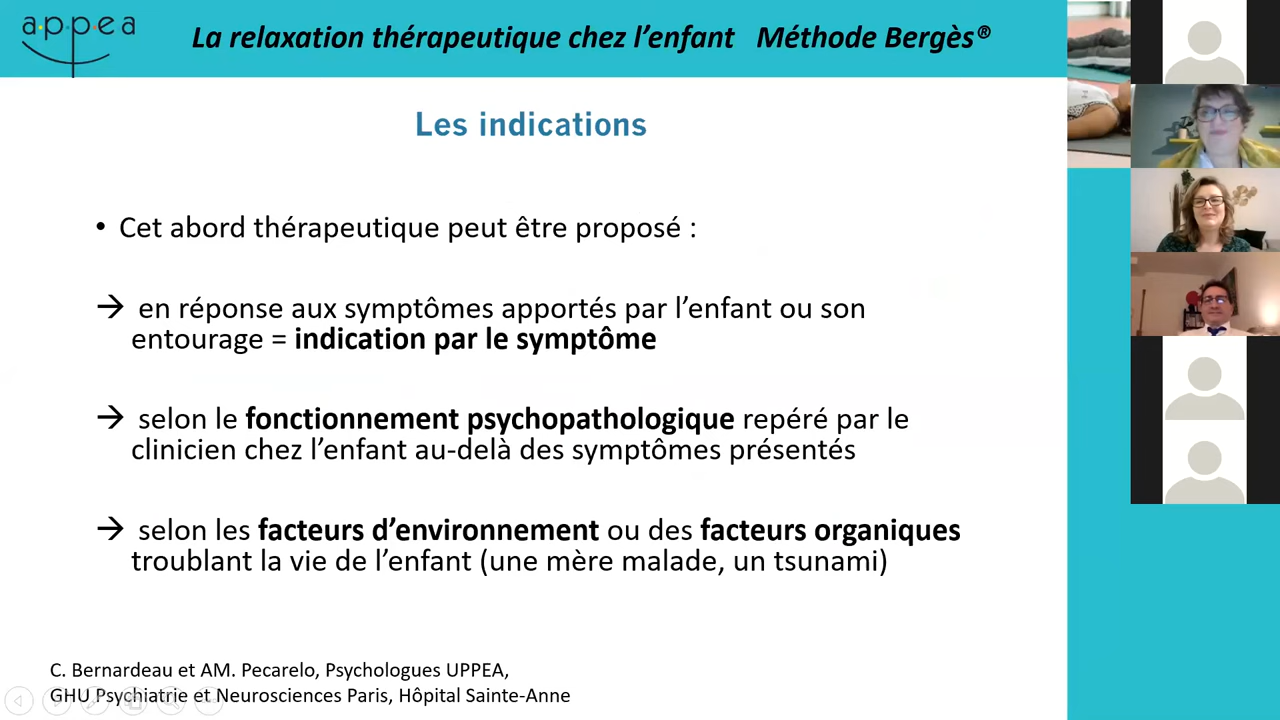 appea
La relaxation thérapeutique chez l’enfant Méthode Bergès®
Les indications
• Cet abord thérapeutique peut être proposé :
→ en réponse aux symptômes apportés par l’enfant ou son
entourage = indication par le symptôme
→ selon le fonctionnement psychopathologique repéré par le
clinicien chez l’enfant au-delà des symptômes présentés
→ selon les facteurs d’environnement ou des facteurs organiques
troublant la vie de l’enfant (une mère malade, un tsunami)
C. Bernardeau et AM. Pecarelo, Psychologues UPPEA,
GHU Psychiatrie et Neurosciences Paris, Hôpital Sainte-Anne